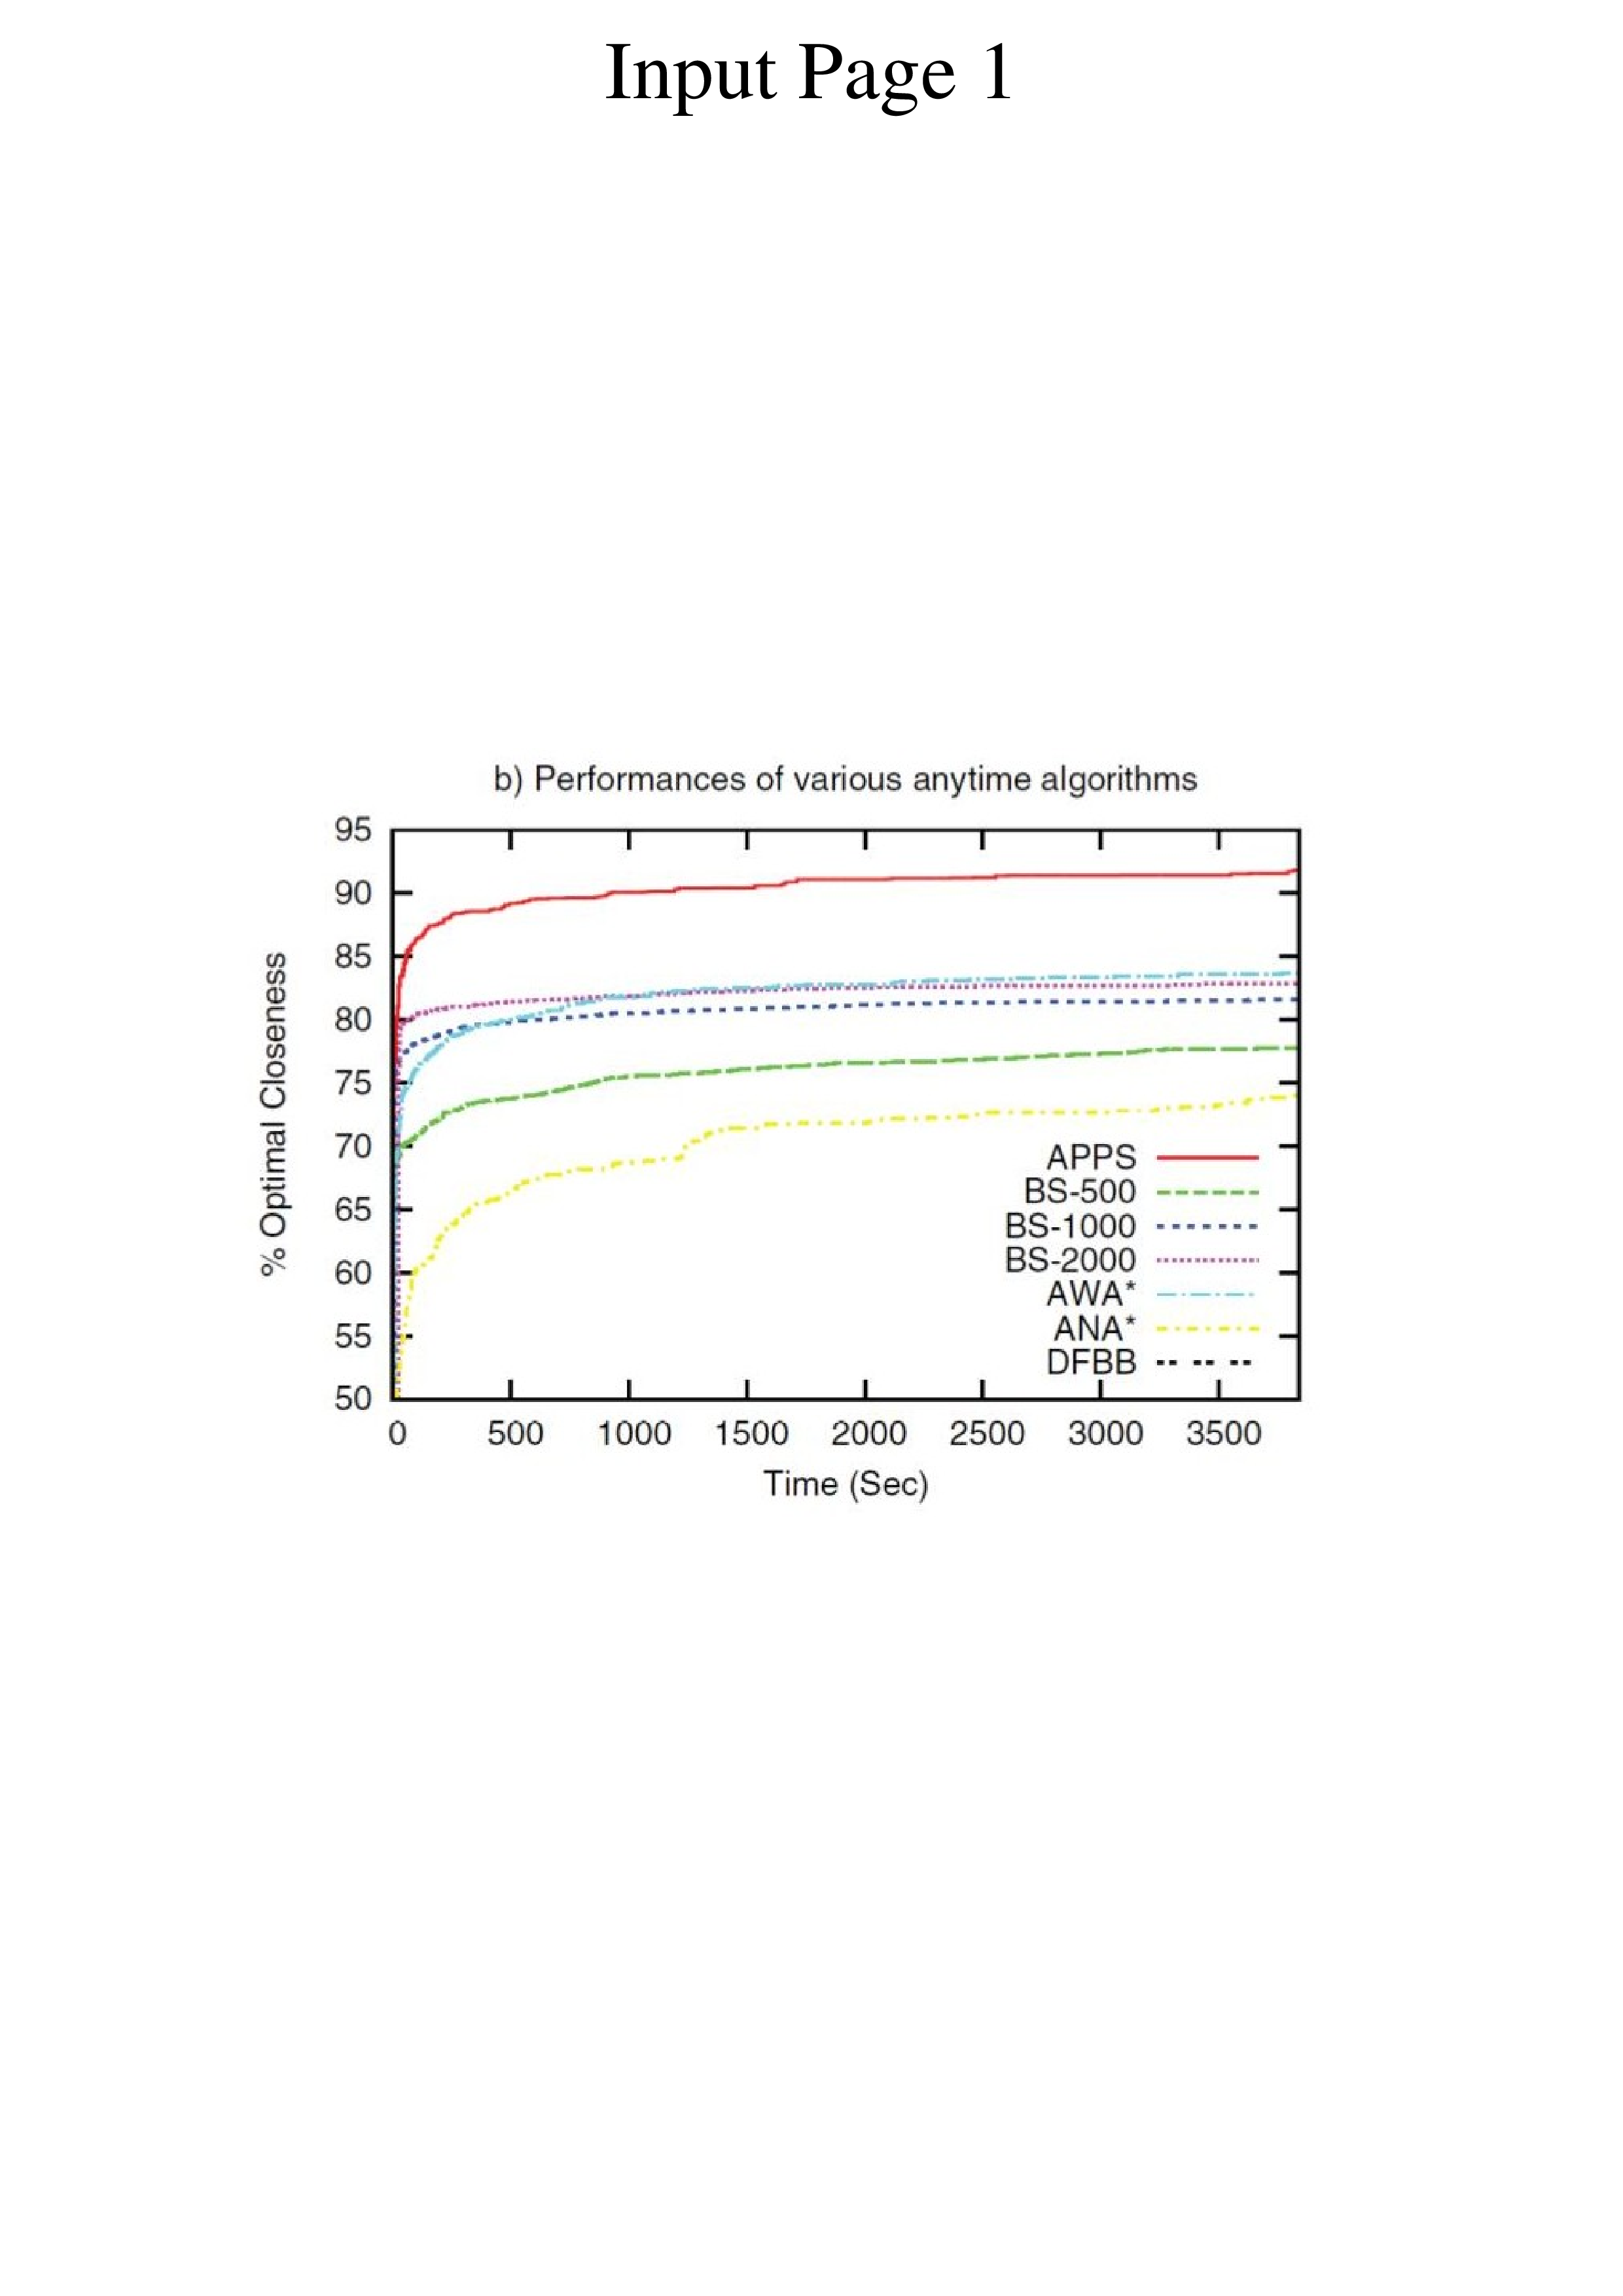 Input Page 1
b) Performances of various anytime algorithms
95
90
85
80
75
70
65
60
55
50
% Optimal Closeness
APPS
BS-500
BS-1000
BS-2000
AWA*
ANA*
DFBB
0 500 1000 1500 2000 2500 3000 3500
Time (Sec)